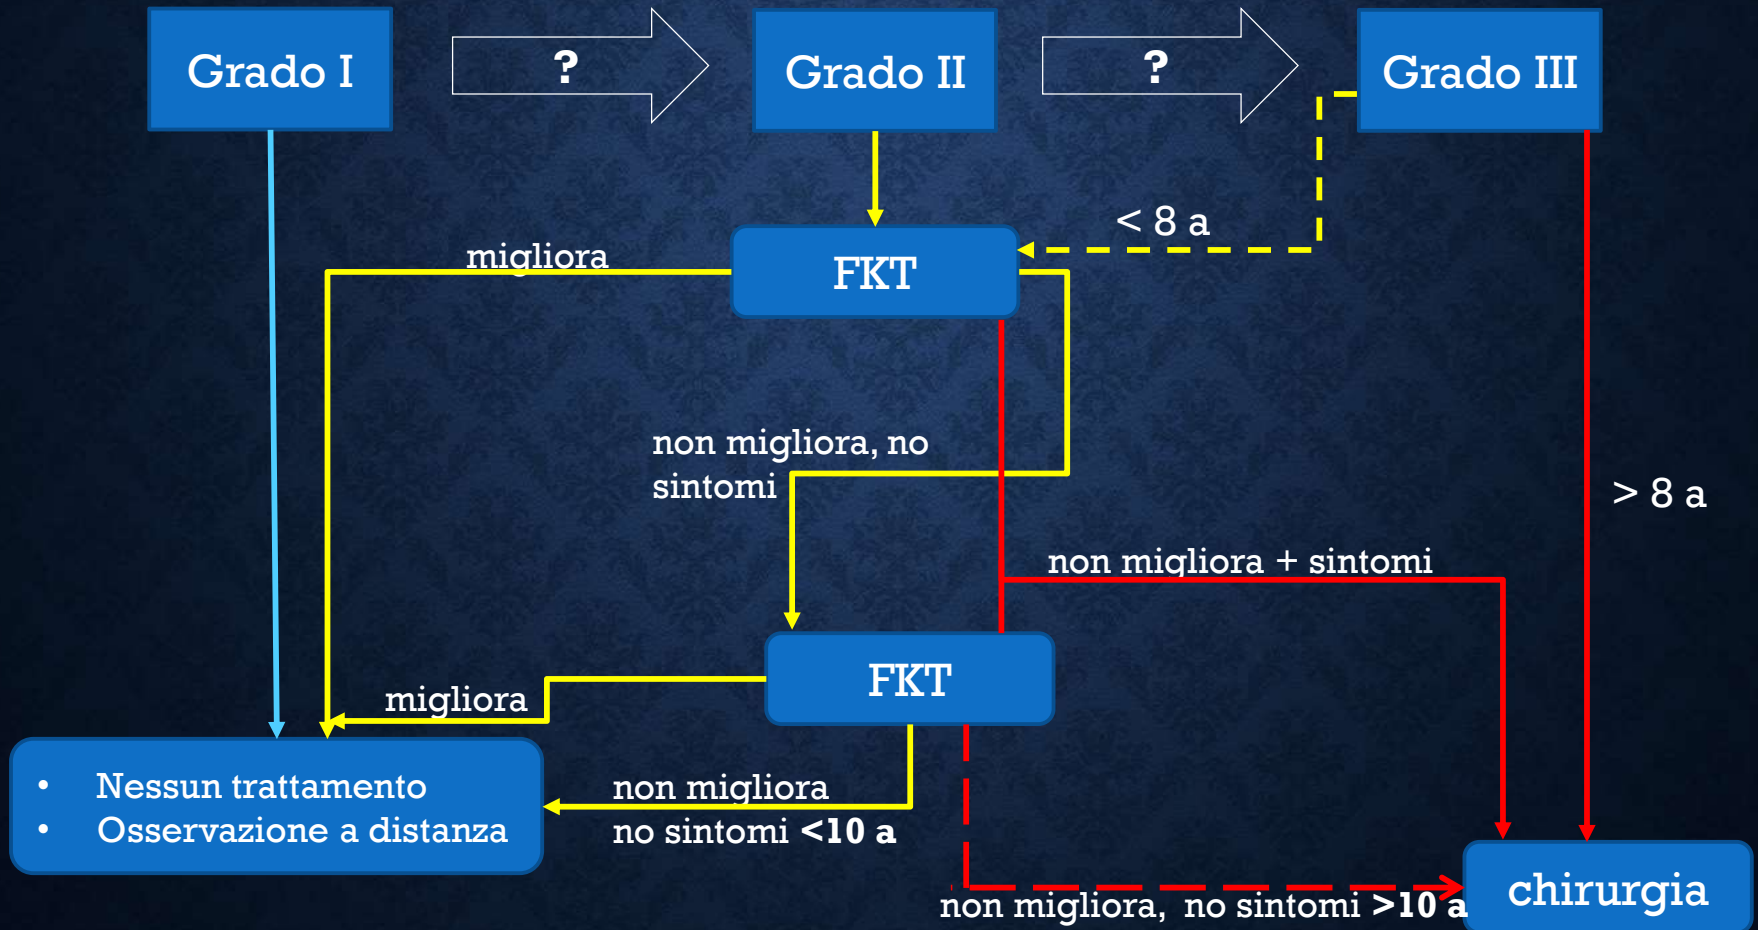 Grado I
?
Grado II
?
Grado III
< 8 a
migliora
FKT
non migliora, no
sintomi
> 8 a
non migliora + sintomi
FKT
migliora
• Nessun trattamento
• Osservazione a distanza
non migliora
no sintomi <10 a
non migliora, no sintomi >10 a
chirurgia